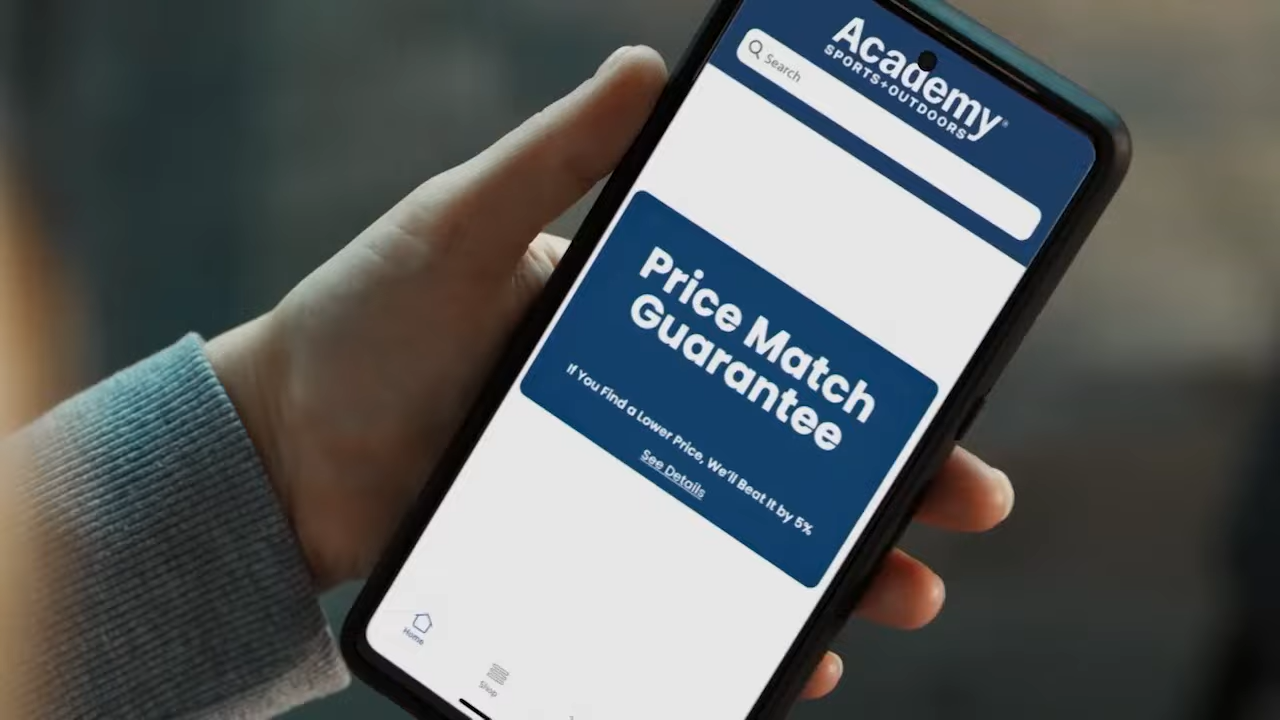 Academy®
SPORTS+OUTDOORS
Search
Price Match
Guarantee
If You Find a Lower Price, We'll Beat It by 5%
See Details
Home
Shop